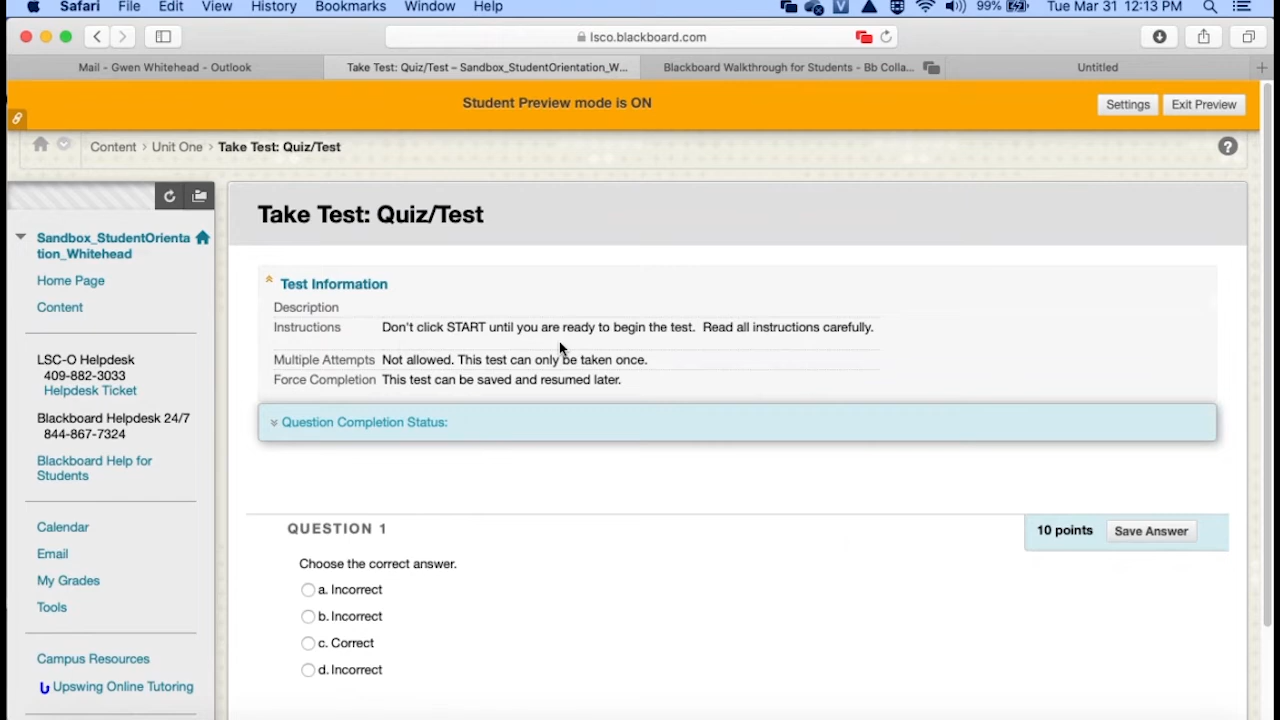 Safari File Edit View History Bookmarks Window Help 99% Tue Mar 31 12:13 PM
lsco.blackboard.com
Mail - Gwen Whitehead - Outlook
Take Test: Quiz/Test – Sandbox_StudentOrientation_W...
Blackboard Walkthrough for Students - Bb Colla...
Untitled
Student Preview mode is ON
Settings
Exit Preview
Content > Unit One > Take Test: Quiz/Test
?
Sandbox_StudentOrienta
tion_Whitehead
Home Page
Content
LSC-O Helpdesk
409-882-3033
Helpdesk Ticket
Blackboard Helpdesk 24/7
844-867-7324
Blackboard Help for
Students
Calendar
Email
My Grades
Tools
Campus Resources
Upswing Online Tutoring
Take Test: Quiz/Test
Test Information
Description
Instructions Don't click START until you are ready to begin the test. Read all instructions carefully.
Multiple Attempts Not allowed. This test can only be taken once.
Force Completion This test can be saved and resumed later.
Question Completion Status:
QUESTION 1
10 points
Save Answer
Choose the correct answer.
a. Incorrect
b. Incorrect
c. Correct
d. Incorrect